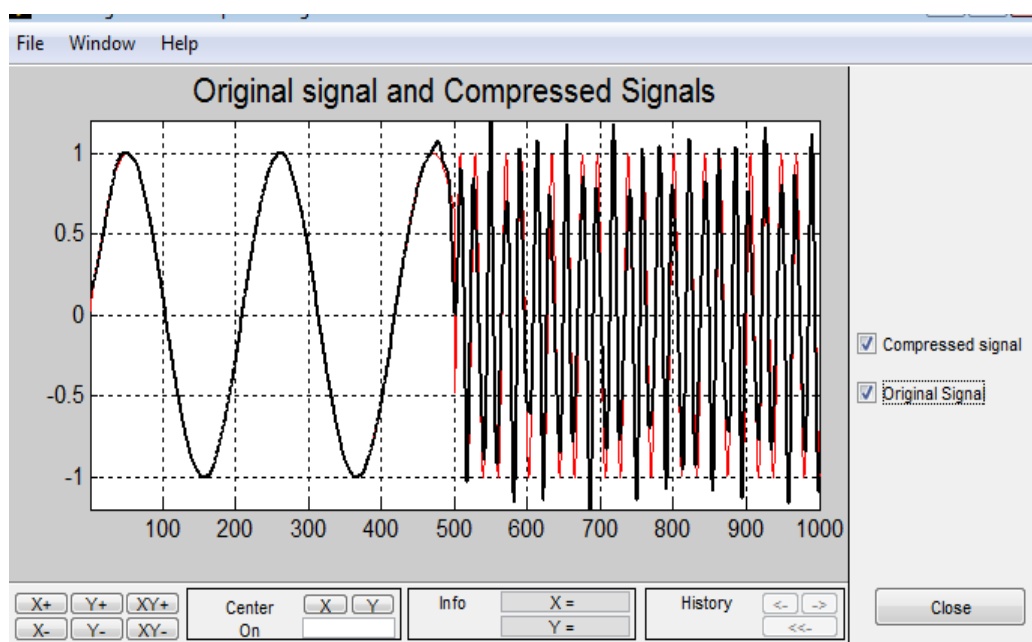 File Window Help
Original signal and Compressed Signals
1
0.5
0
-0.5
-1
100 200 300 400 500 600 700 800 900 1000
Compressed signal
Original Signal
X+ Y+ XY+
X- Y- XY-
Center
On
X Y
Info
X =
Y =
History
<- ->
<<-
Close